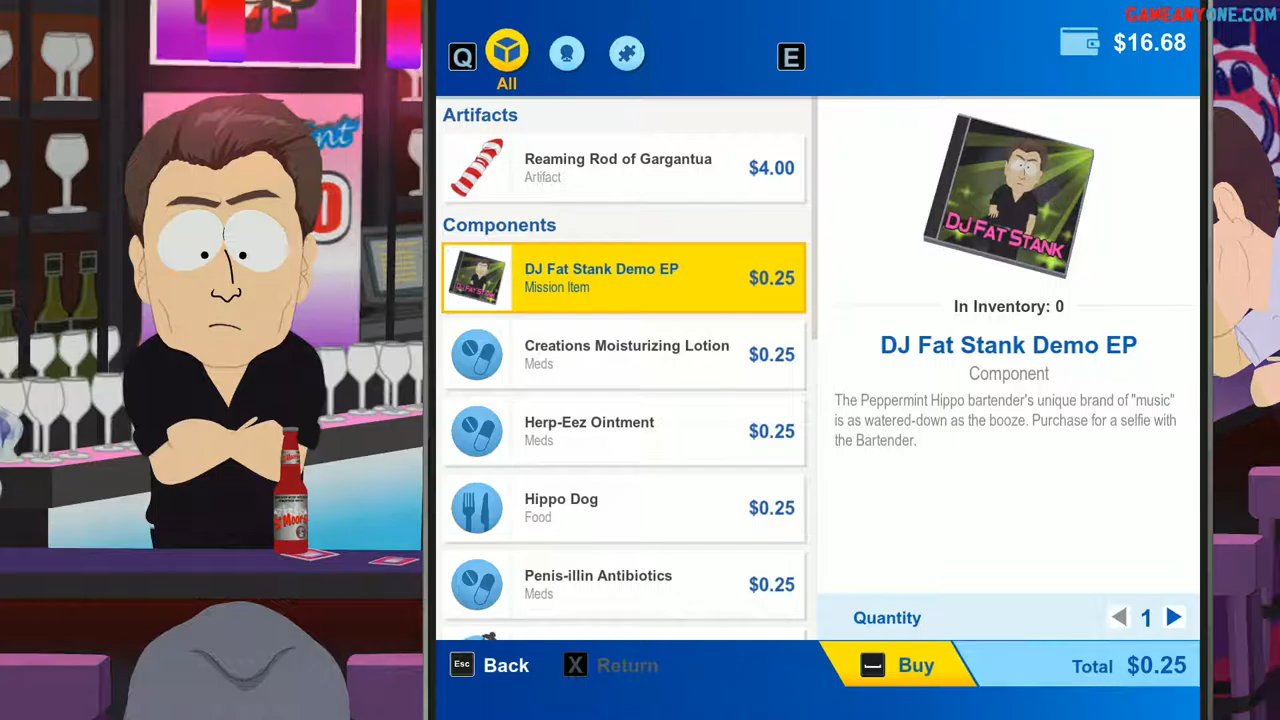 GAMEANYONE.COM
Q
All
E
$16.68
Artifacts
Reaming Rod of Gargantua
Artifact
$4.00
Components
DJ Fat Stank Demo EP
Mission Item
$0.25
Creations Moisturizing Lotion
Meds
$0.25
Herp-Eez Ointment
Meds
$0.25
Hippo Dog
Food
$0.25
Penis-illin Antibiotics
Meds
$0.25
DJ FAT STANK
In Inventory: 0
DJ Fat Stank Demo EP
Component
The Peppermint Hippo bartender's unique brand of "music"
is as watered-down as the booze. Purchase for a selfie with
the Bartender.
Quantity
1
Esc
Back
X
Return
Buy
Total
$0.25